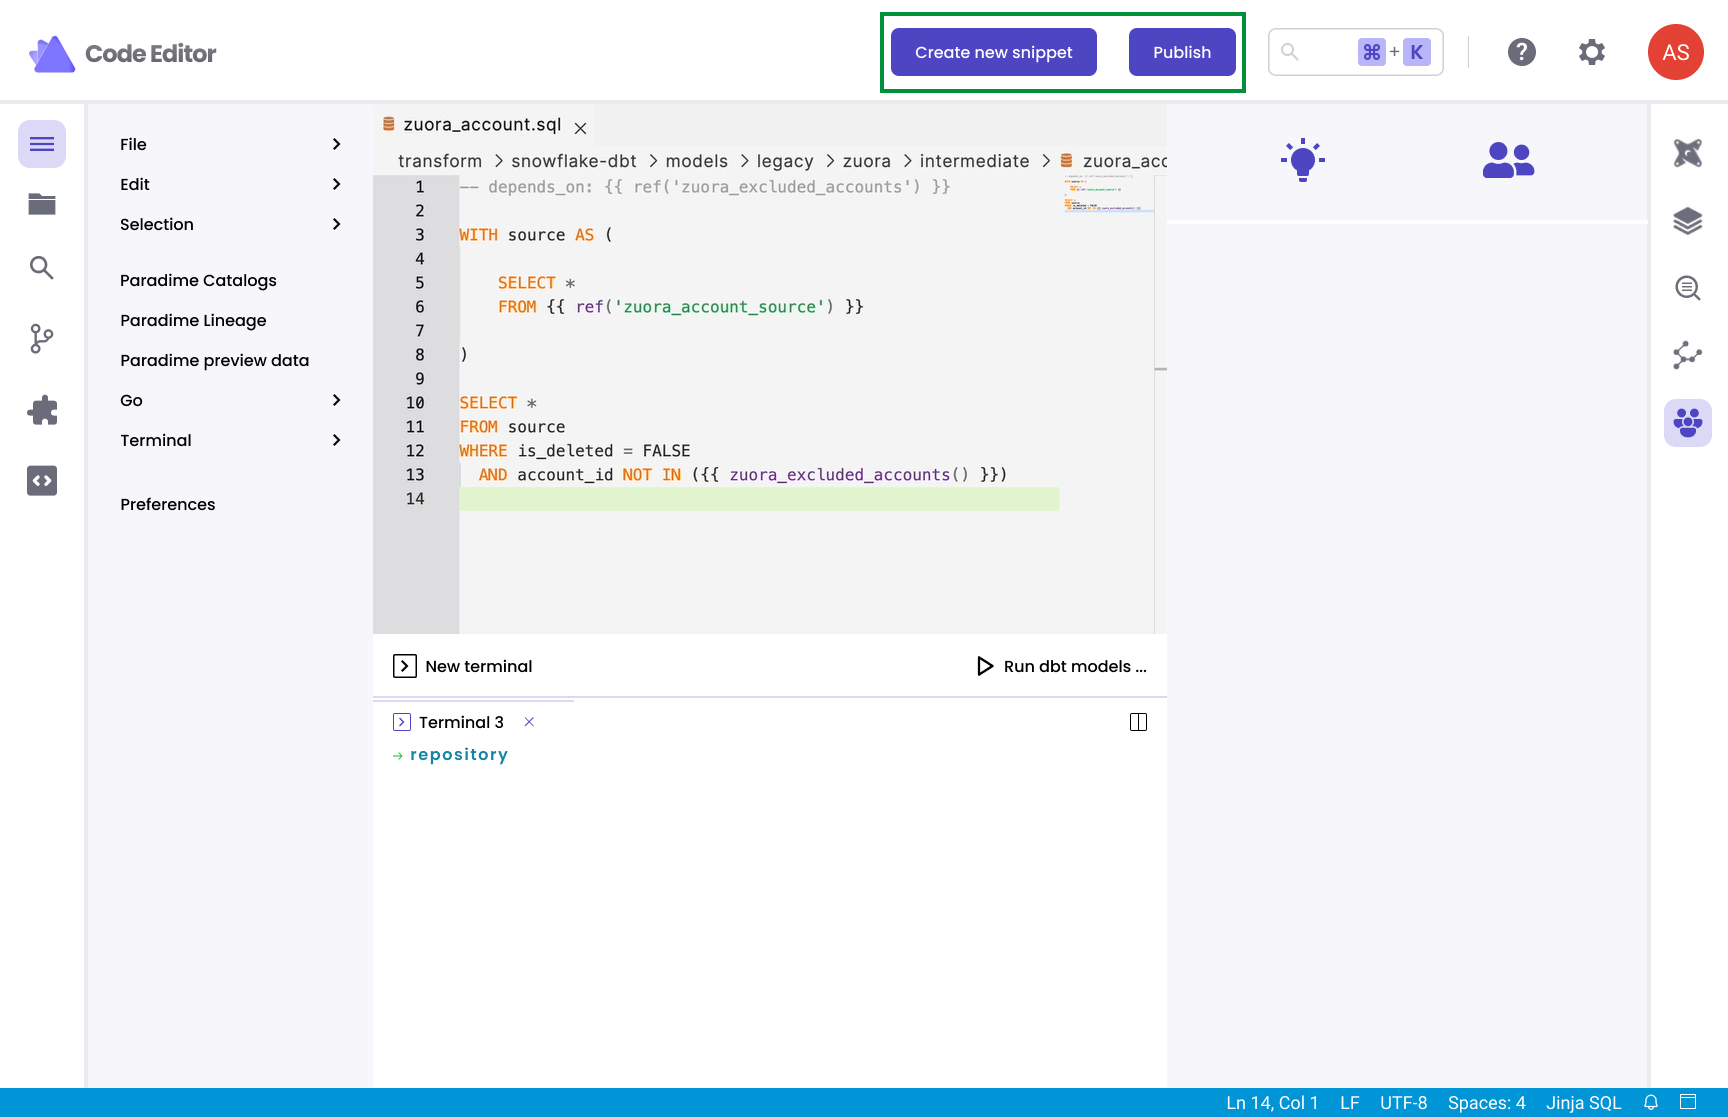 Code Editor
Create new snippet
Publish
⌘ + K
AS
File
Edit
Selection
Paradime Catalogs
Paradime Lineage
Paradime preview data
Go
Terminal
Preferences
zuora_account.sql
transform > snowflake-dbt > models > legacy > zuora > intermediate > zuora_acc
1 -- depends_on: {{ ref('zuora_excluded_accounts') }}
2
3 WITH source AS (
4
5     SELECT *
6     FROM {{ ref('zuora_account_source') }}
7
8 )
9
10 SELECT *
11 FROM source
12 WHERE is_deleted = FALSE
13   AND account_id NOT IN ({{ zuora_excluded_accounts() }})
14
New terminal
Run dbt models ...
Terminal 3
→ repository
Ln 14, Col 1 LF UTF-8 Spaces: 4 Jinja SQL